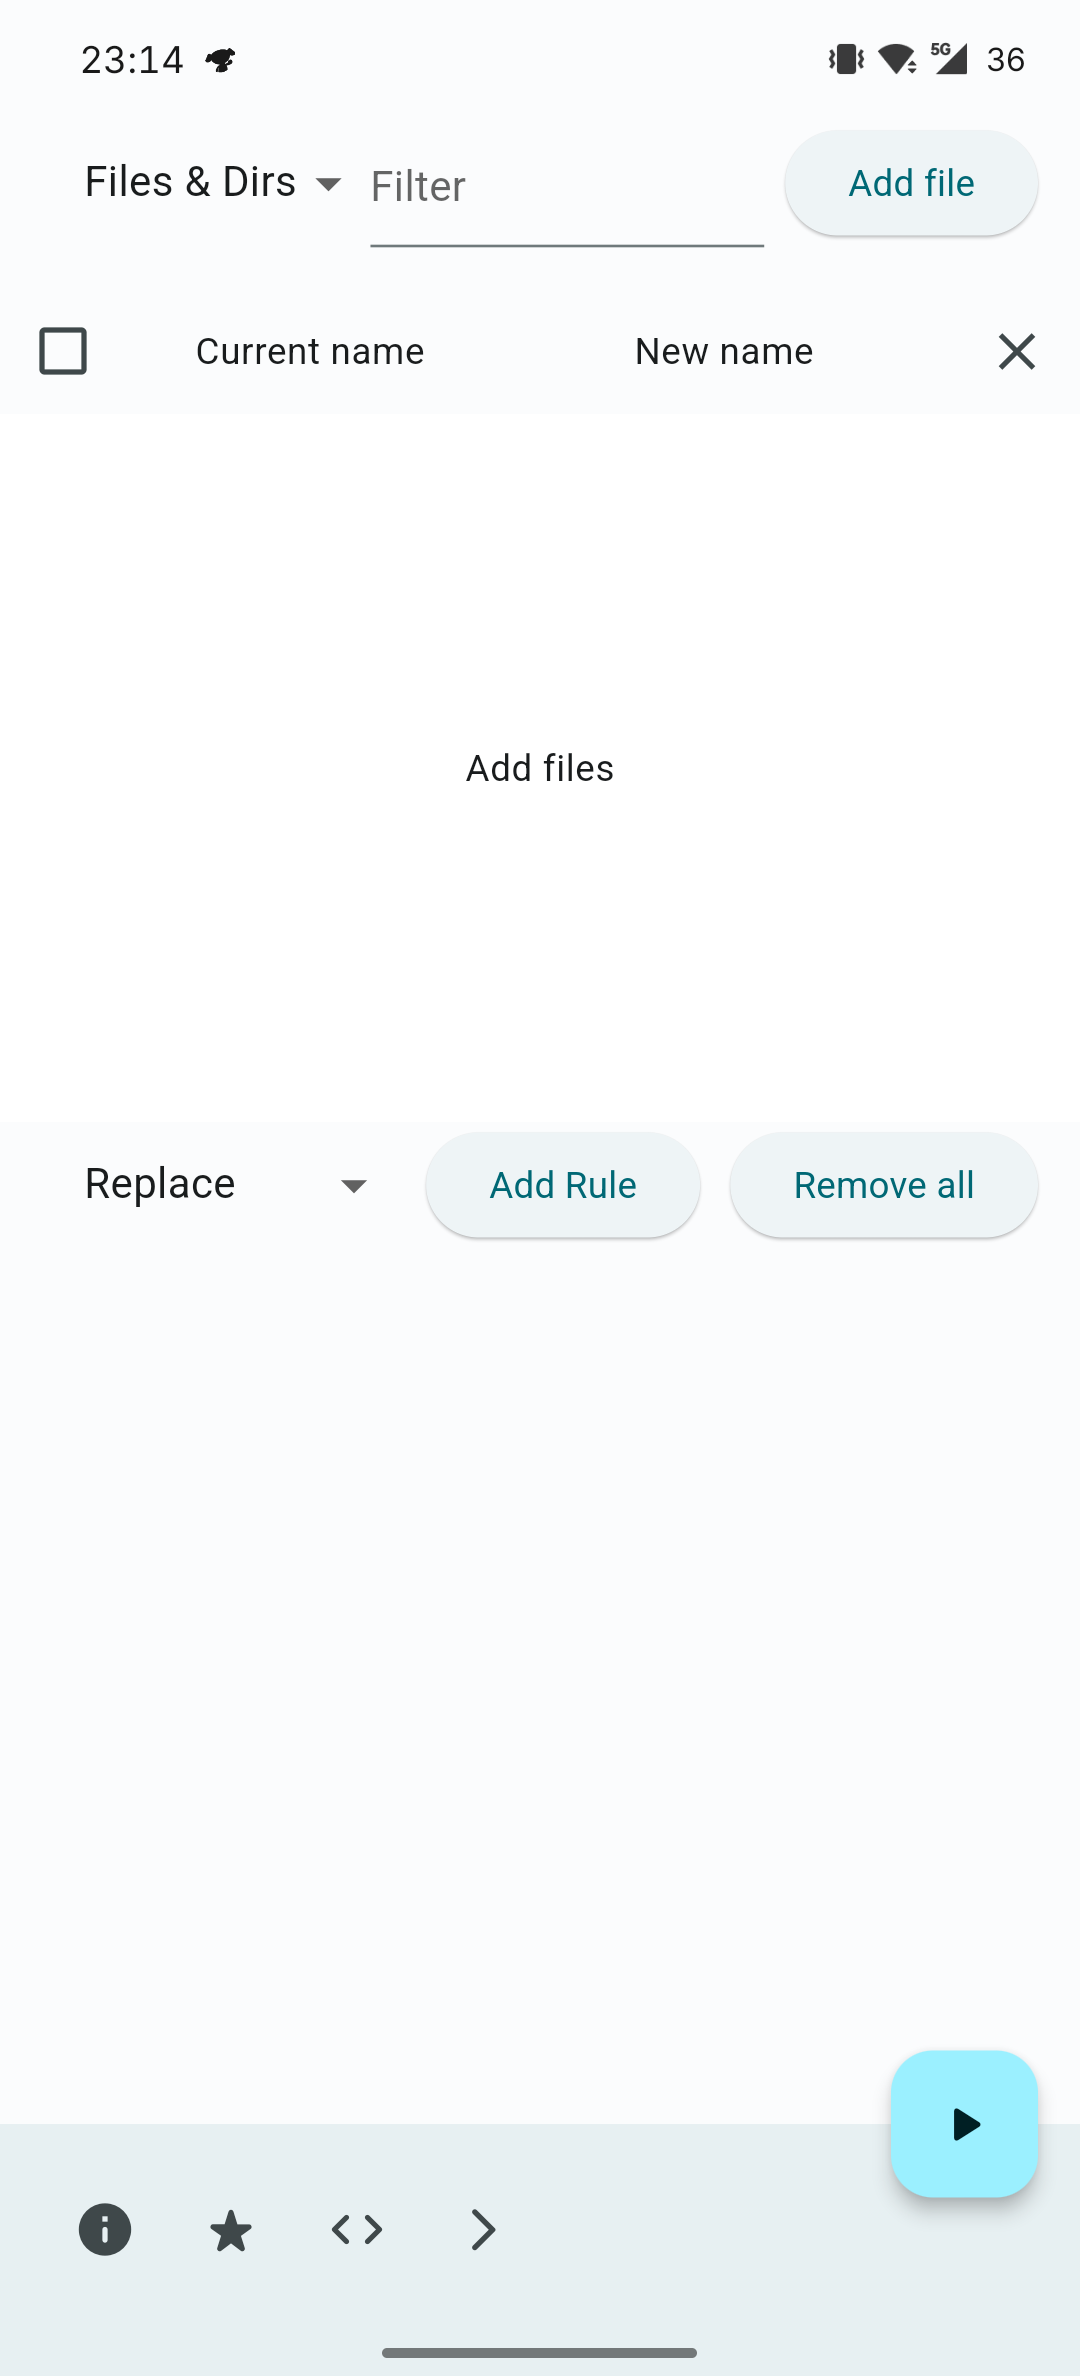 23:14 5G 36
Files & Dirs Filter Add file
Current name New name
Add files
Replace Add Rule Remove all